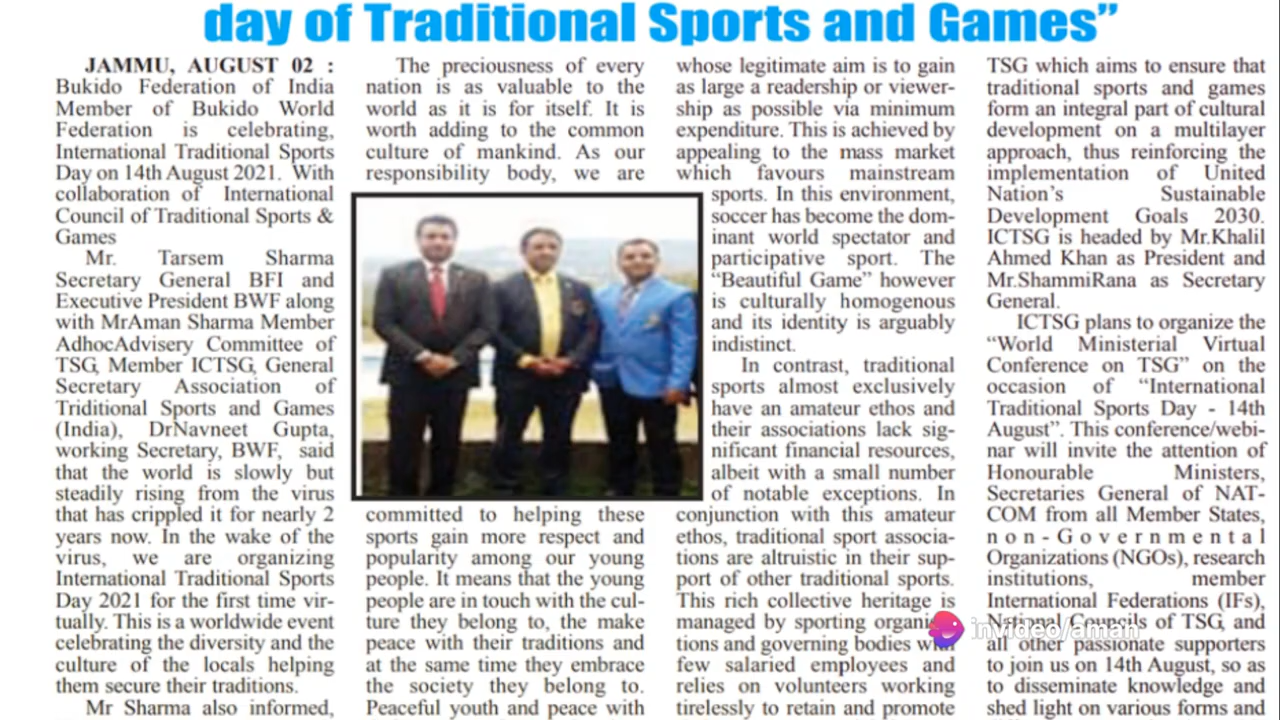 day of Traditional Sports and Games”
JAMMU, AUGUST 02 :
Bukido Federation of India
Member of Bukido World
Federation is celebrating,
International Traditional Sports
Day on 14th August 2021. With
collaboration of International
Council of Traditional Sports &
Games
Mr. Tarsem Sharma
Secretary General BFI and
Executive President BWF along
with MrAman Sharma Member
AdhocAdvisery Committee of
TSG, Member ICTSG, General
Secretary Association of
Triditional Sports and Games
(India), DrNavneet Gupta,
working Secretary, BWF, said
that the world is slowly but
steadily rising from the virus
that has crippled it for nearly 2
years now. In the wake of the
virus, we are organizing
International Traditional Sports
Day 2021 for the first time vir-
tually. This is a worldwide event
celebrating the diversity and the
culture of the locals helping
them secure their traditions.
Mr Sharma also informed,
The preciousness of every
nation is as valuable to the
world as it is for itself. It is
worth adding to the common
culture of mankind. As our
responsibility body, we are
committed to helping these
sports gain more respect and
popularity among our young
people. It means that the young
people are in touch with the cul-
ture they belong to, the make
peace with their traditions and
at the same time they embrace
the society they belong to.
Peaceful youth and peace with
whose legitimate aim is to gain
as large a readership or viewer-
ship as possible via minimum
expenditure. This is achieved by
appealing to the mass market
which favours mainstream
sports. In this environment,
soccer has become the dom-
inant world spectator and
participative sport. The
“Beautiful Game” however
is culturally homogenous
and its identity is arguably
indistinct.
In contrast, traditional
sports almost exclusively
have an amateur ethos and
their associations lack sig-
nificant financial resources,
albeit with a small number
of notable exceptions. In
conjunction with this amateur
ethos, traditional sport associa-
tions are altruistic in their sup-
port of other traditional sports.
This rich collective heritage is
managed by sporting organi
tions and governing bodies with
few salaried employees and
relies on volunteers working
tirelessly to retain and promote
TSG which aims to ensure that
traditional sports and games
form an integral part of cultural
development on a multilayer
approach, thus reinforcing the
implementation of United
Nation’s Sustainable
Development Goals 2030.
ICTSG is headed by Mr.Khalil
Ahmed Khan as President and
Mr.ShammiRana as Secretary
General.
ICTSG plans to organize the
“World Ministerial Virtual
Conference on TSG” on the
occasion of “International
Traditional Sports Day - 14th
August”. This conference/webi-
nar will invite the attention of
Honourable Ministers,
Secretaries General of NAT-
COM from all Member States,
non-Governmental
Organizations (NGOs), research
institutions, member
International Federations (IFs),
National Councils of TSG, and
all other passionate supporters
to join us on 14th August, so as
to disseminate knowledge and
shed light on various forms and
invideo/aman